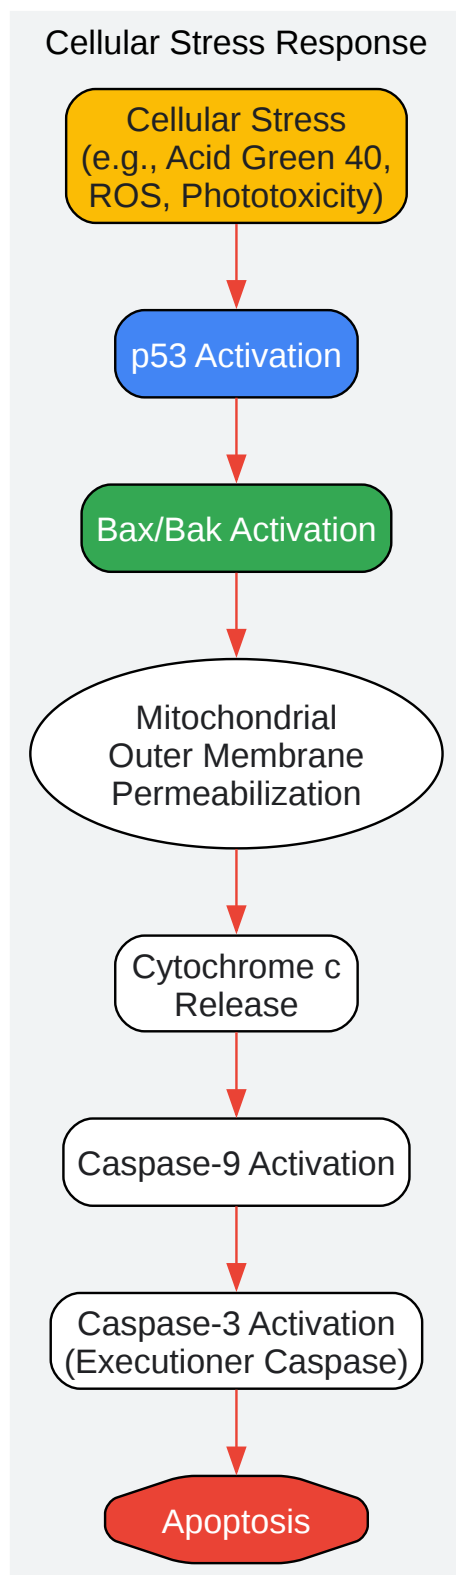 Cellular Stress Response
Cellular Stress
(e.g., Acid Green 40,
ROS, Phototoxicity)
p53 Activation
Bax/Bak Activation
Mitochondrial
Outer Membrane
Permeabilization
Cytochrome c
Release
Caspase-9 Activation
Caspase-3 Activation
(Executioner Caspase)
Apoptosis